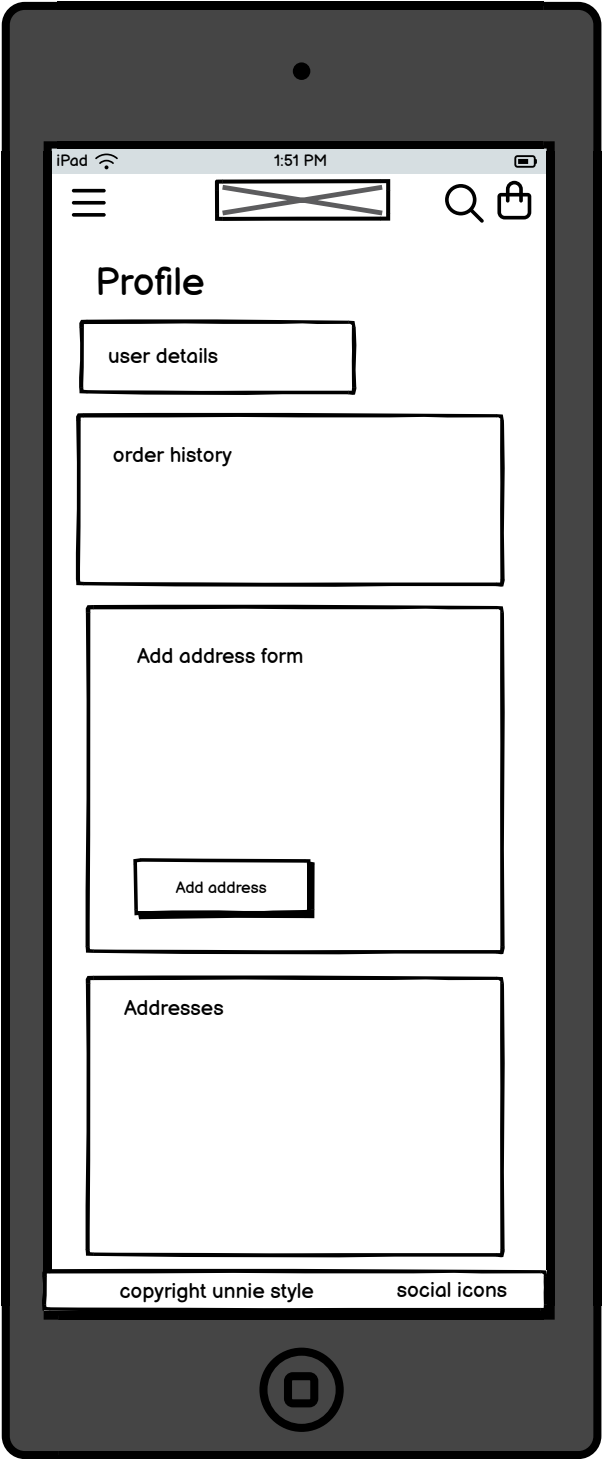 iPad 1:51 PM
Profile
user details
order history
Add address form
Add address
Addresses
copyright unnie style social icons